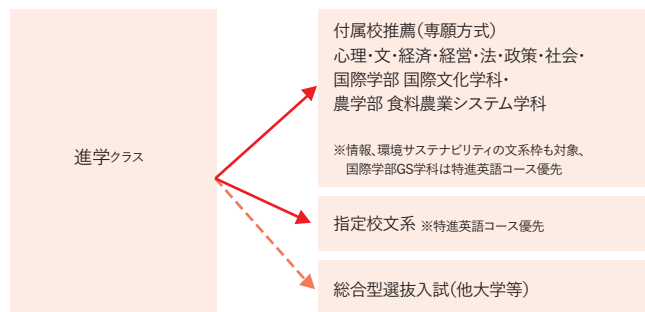 進学クラス
付属校推薦(専願方式)
心理・文・経済・経営・法・政策・社会・
国際学部 国際文化学科・
農学部 食料農業システム学科
※情報、環境サステナビリティの文系枠も対象、
国際学部GS学科は特進英語コース優先
指定校文系 ※特進英語コース優先
総合型選抜入試(他大学等)